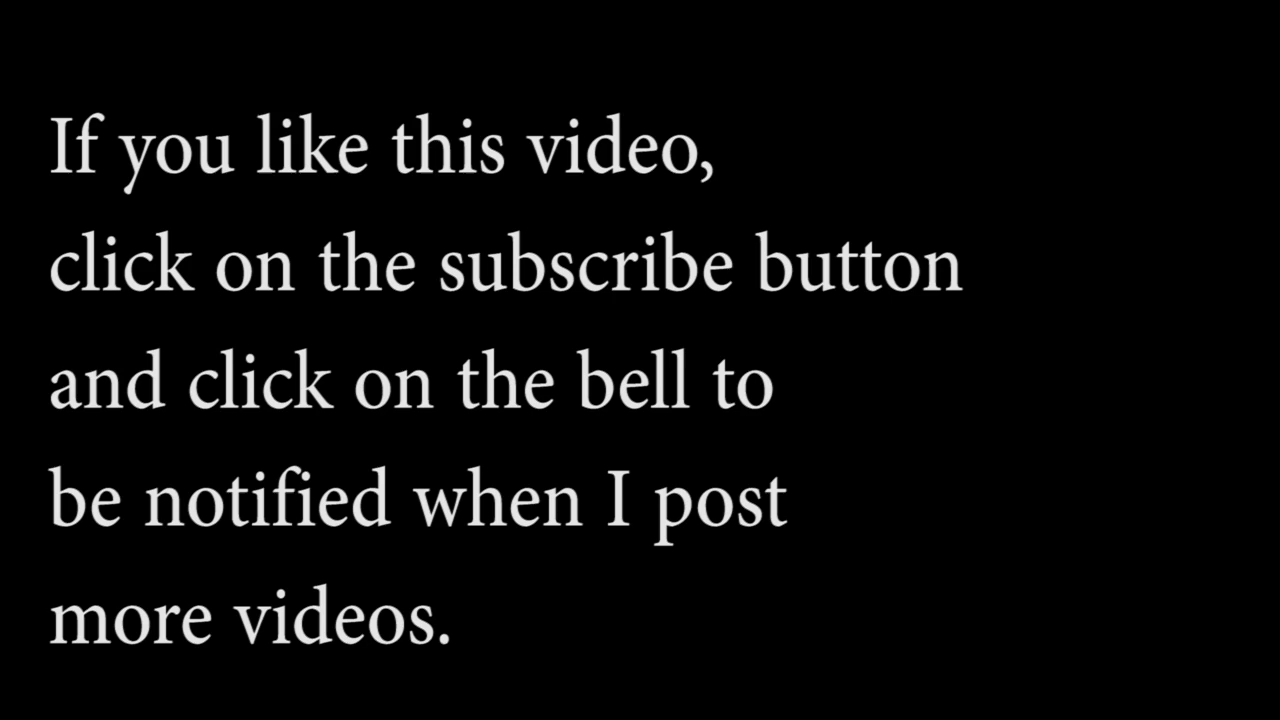 If you like this video,
click on the subscribe button
and click on the bell to
be notified when I post
more videos.